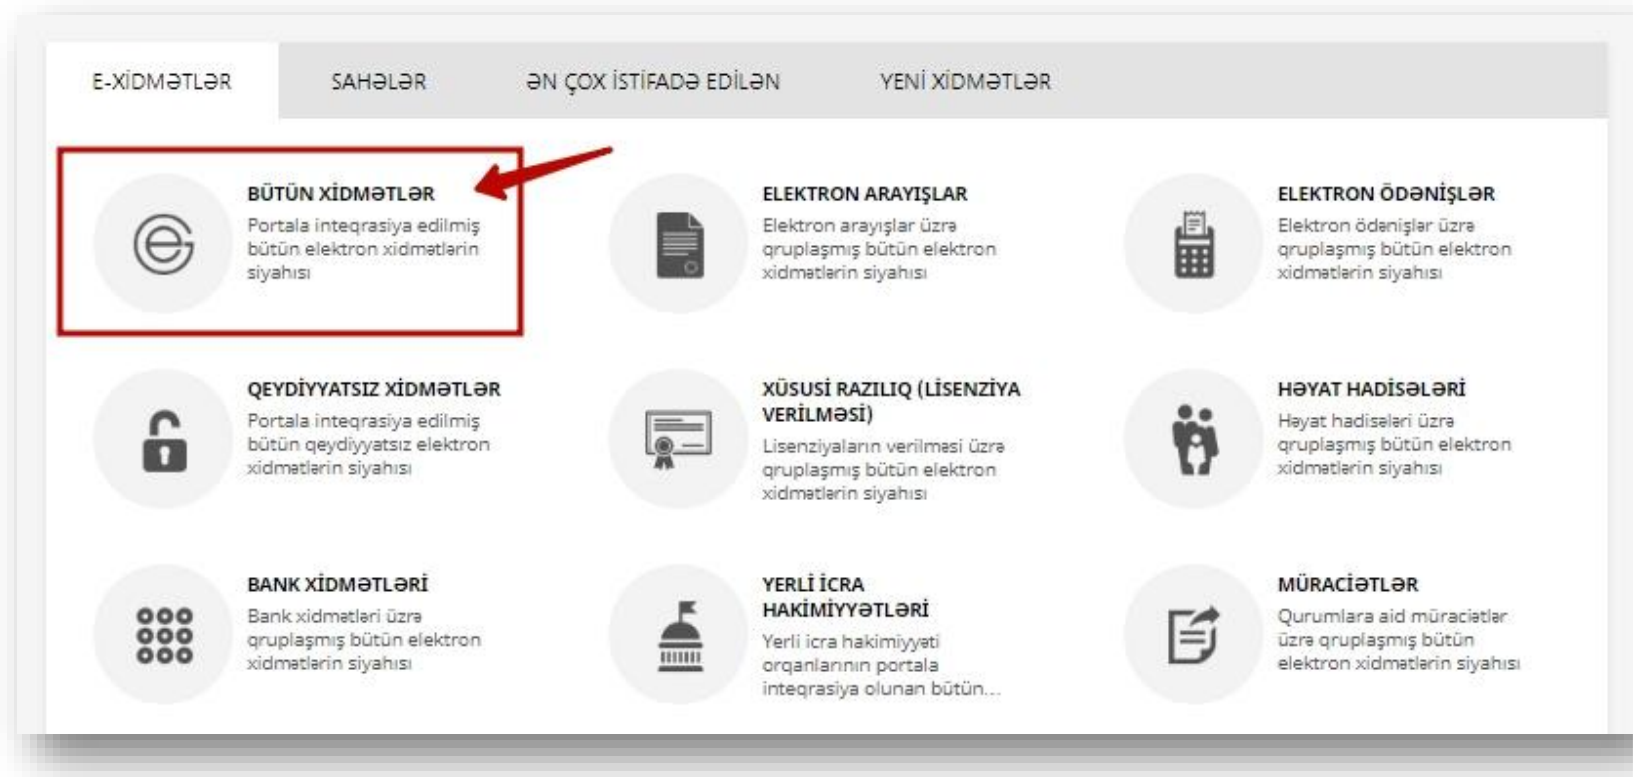 E-XİDMƏTLƏR
SAHƏLƏR
ƏN ÇOX İSTİFADƏ EDİLƏN
YENİ XİDMƏTLƏR
BÜTÜN XİDMƏTLƏR
Portala inteqrasiya edilmiş
bütün elektron xidmətlərin
siyahısı
ELEKTRON ARAYIŞLAR
Elektron arayışlar üzrə
qruplaşmış bütün elektron
xidmətlərin siyahısı
ELEKTRON ÖDƏNİŞLƏR
Elektron ödənişlər üzrə
qruplaşmış bütün elektron
xidmətlərin siyahısı
QEYDİYYATSIZ XİDMƏTLƏR
Portala inteqrasiya edilmiş
bütün qeydiyyatsız elektron
xidmətlərin siyahısı
XÜSUSİ RAZILIQ (LİSENZİYA
VERİLMƏSİ)
Lisenziyaların verilməsi üzrə
qruplaşmış bütün elektron
xidmətlərin siyahısı
HƏYAT HADİSƏLƏRİ
Həyat hadisələri üzrə
qruplaşmış bütün elektron
xidmətlərin siyahısı
BANK XİDMƏTLƏRİ
Bank xidmətləri üzrə
qruplaşmış bütün elektron
xidmətlərin siyahısı
YERLİ İCRA
HAKİMİYYƏTLƏRİ
Yerli icra hakimiyyəti
orqanlarının portala
inteqrasiya olunan bütün...
MÜRACİƏTLƏR
Qurumlara aid müraciətlər
üzrə qruplaşmış bütün
elektron xidmətlərin siyahısı